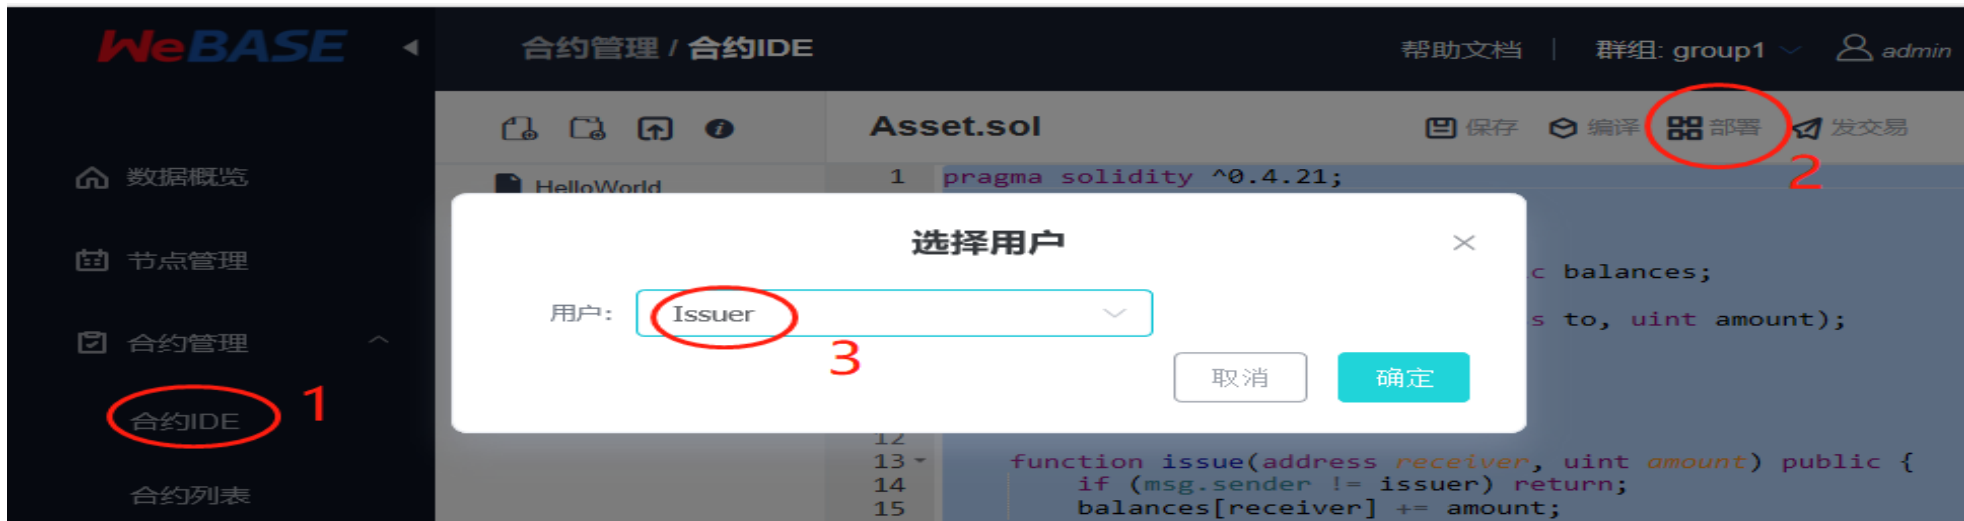 WeBASE
合约管理 / 合约IDE
帮助文档
群组: group1
admin
Asset.sol
保存
编译
部署
发交易
2
数据概览
HelloWorld
1 pragma solidity ^0.4.21;
选择用户
节点管理
c balances;
用户:
Issuer
s to, uint amount);
3
合约管理
取消
确定
合约IDE
1
12
13 function issue(address receiver, uint amount) public {
14 if (msg.sender != issuer) return;
合约列表
15 balances[receiver] += amount;